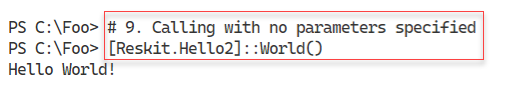 PS C:\Foo> # 9. Calling with no parameters specified
PS C:\Foo> [Reskit.Hello2]::World()
Hello World!